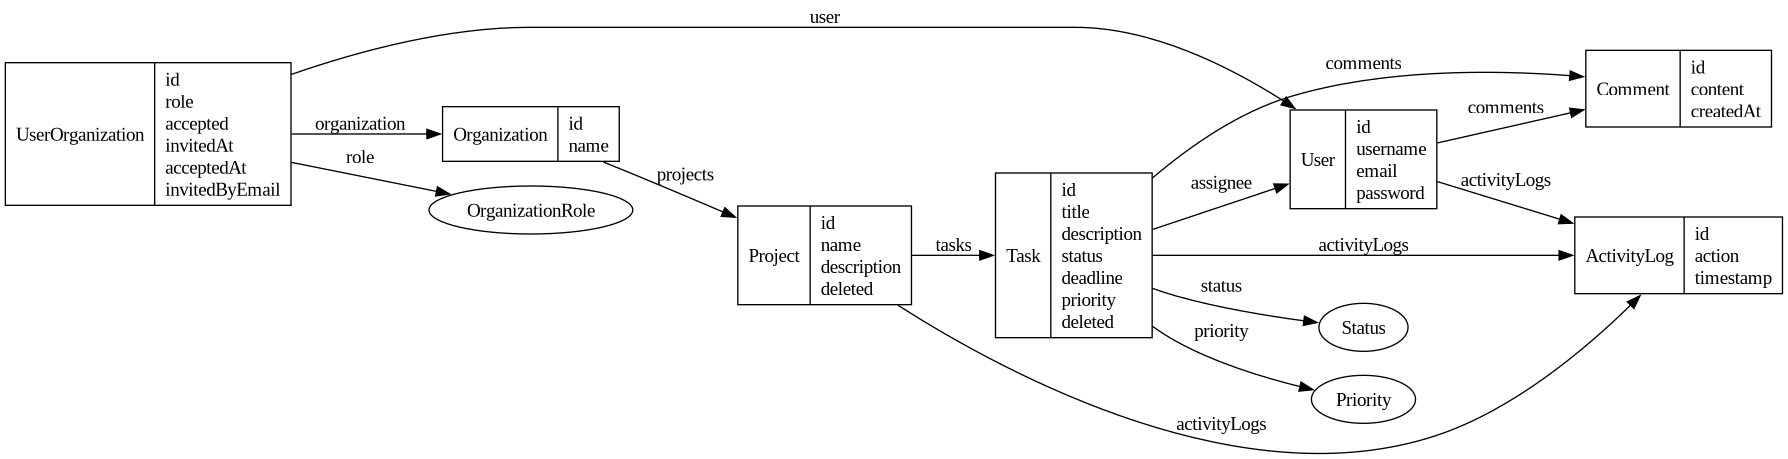 user
UserOrganization
id
role
accepted
invitedAt
acceptedAt
invitedByEmail
organization
role
Organization
id
name
OrganizationRole
projects
Project
id
name
description
deleted
tasks
activityLogs
Task
id
title
description
status
deadline
priority
deleted
comments
assignee
activityLogs
status
priority
User
id
username
email
password
Status
Priority
comments
activityLogs
Comment
id
content
createdAt
ActivityLog
id
action
timestamp